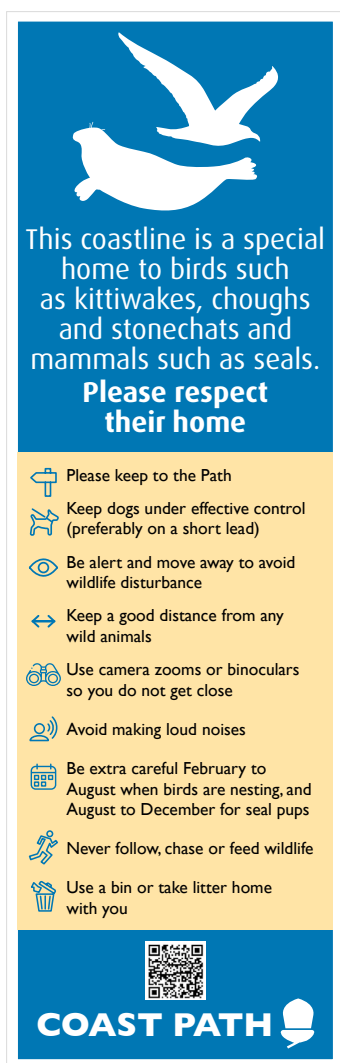 This coastline is a special
home to birds such
as kittiwakes, choughs
and stonechats and
mammals such as seals.
Please respect
their home
Please keep to the Path
Keep dogs under effective control
(preferably on a short lead)
Be alert and move away to avoid
wildlife disturbance
Keep a good distance from any
wild animals
Use camera zooms or binoculars
so you do not get close
Avoid making loud noises
Be extra careful February to
August when birds are nesting, and
August to December for seal pups
Never follow, chase or feed wildlife
Use a bin or take litter home
with you
COAST PATH